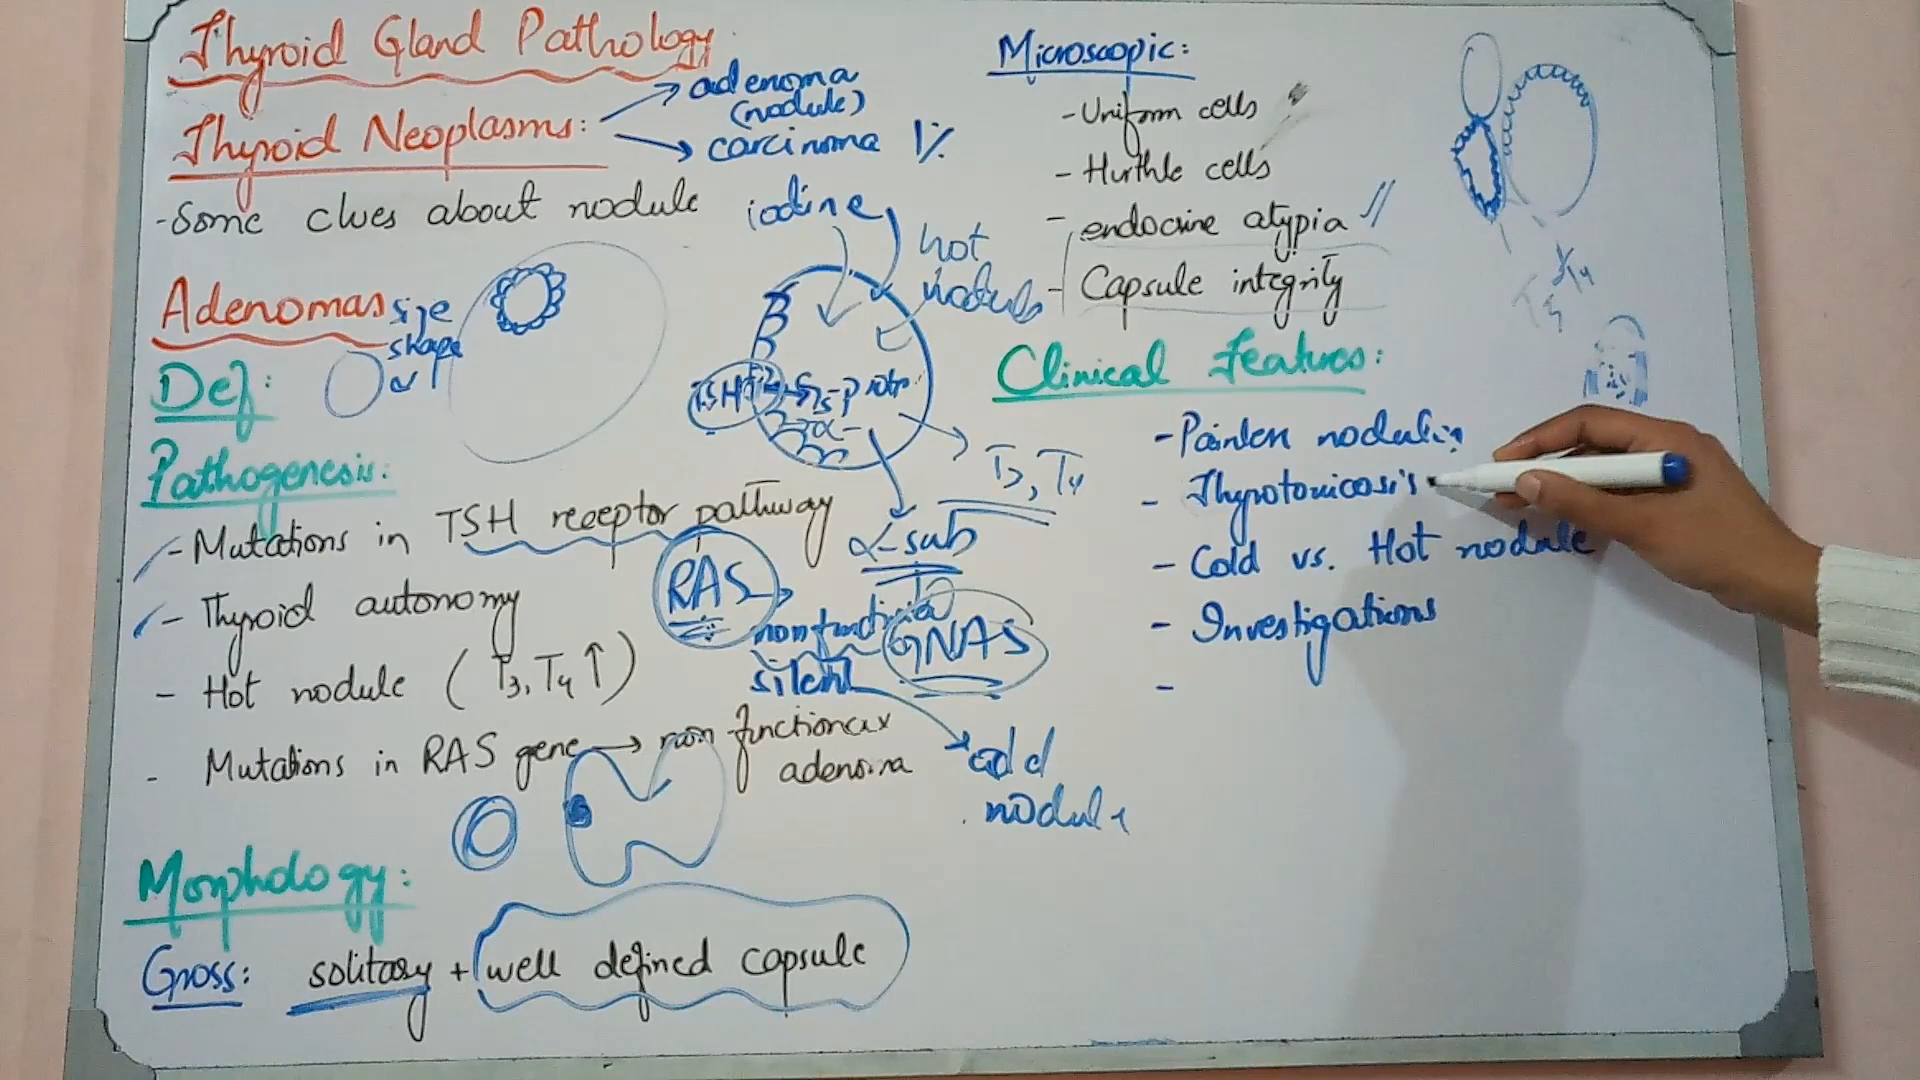 Thyroid Gland Pathology
Thyroid Neoplasms:
adenoma
(nodule)
carcinoma 1%
- Some clues about nodule
iodine
hot
nodule
Adenomas
size
shape
Def:
TSH
α-
T3, T4
Pathogenesis:
- Mutations in TSH receptor pathway
α-sub
RAS
- Thyroid autonomy
non functional
GNAS
silent
- Hot nodule ( T3, T4 ↑ )
- Mutations in RAS gene → non functional
adenoma
cold
nodule
Morphology:
Gross: solitary + well defined capsule
Microscopic:
- Uniform cells
- Hurthle cells
- endocrine atypia //
- Capsule integrity
T4
T3
Clinical Features:
- Painless nodule
- Thyrotoxicosis
- Cold vs. Hot nodule
- Investigations
-